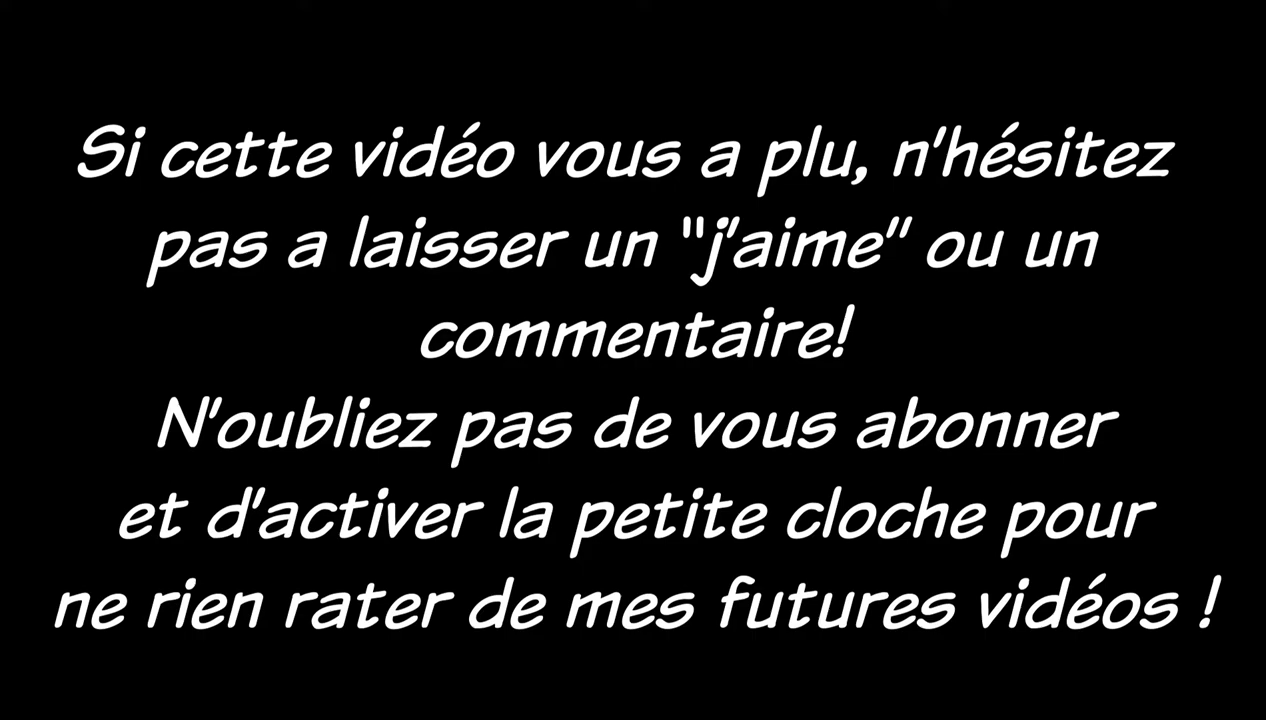 Si cette vidéo vous a plu, n'hésitez
pas a laisser un "j'aime" ou un
commentaire!
N'oubliez pas de vous abonner
et d'activer la petite cloche pour
ne rien rater de mes futures vidéos !